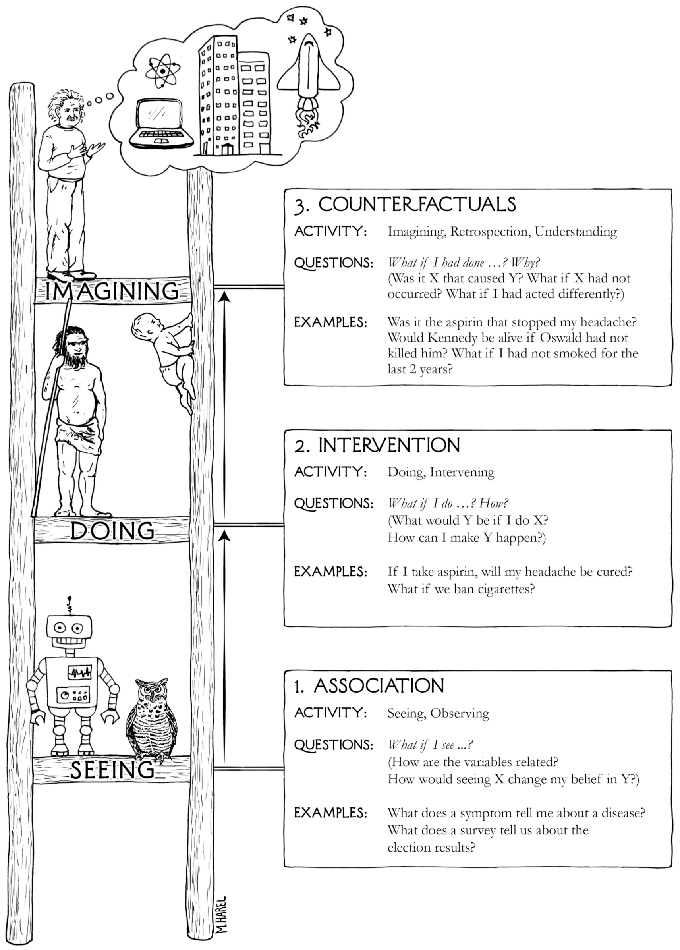 3. COUNTERFACTUALS
ACTIVITY: Imagining, Retrospection, Understanding
QUESTIONS: What if I had done …? Why?
(Was it X that caused Y? What if X had not
occurred? What if I had acted differently?)
EXAMPLES: Was it the aspirin that stopped my headache?
Would Kennedy be alive if Oswald had not
killed him? What if I had not smoked for the
last 2 years?
IMAGINING
2. INTERVENTION
ACTIVITY: Doing, Intervening
QUESTIONS: What if I do …? How?
(What would Y be if I do X?
How can I make Y happen?)
EXAMPLES: If I take aspirin, will my headache be cured?
What if we ban cigarettes?
DOING
1. ASSOCIATION
ACTIVITY: Seeing, Observing
QUESTIONS: What if I see ...?
(How are the variables related?
How would seeing X change my belief in Y?)
EXAMPLES: What does a symptom tell me about a disease?
What does a survey tell us about the
election results?
SEEING
M.HAREL